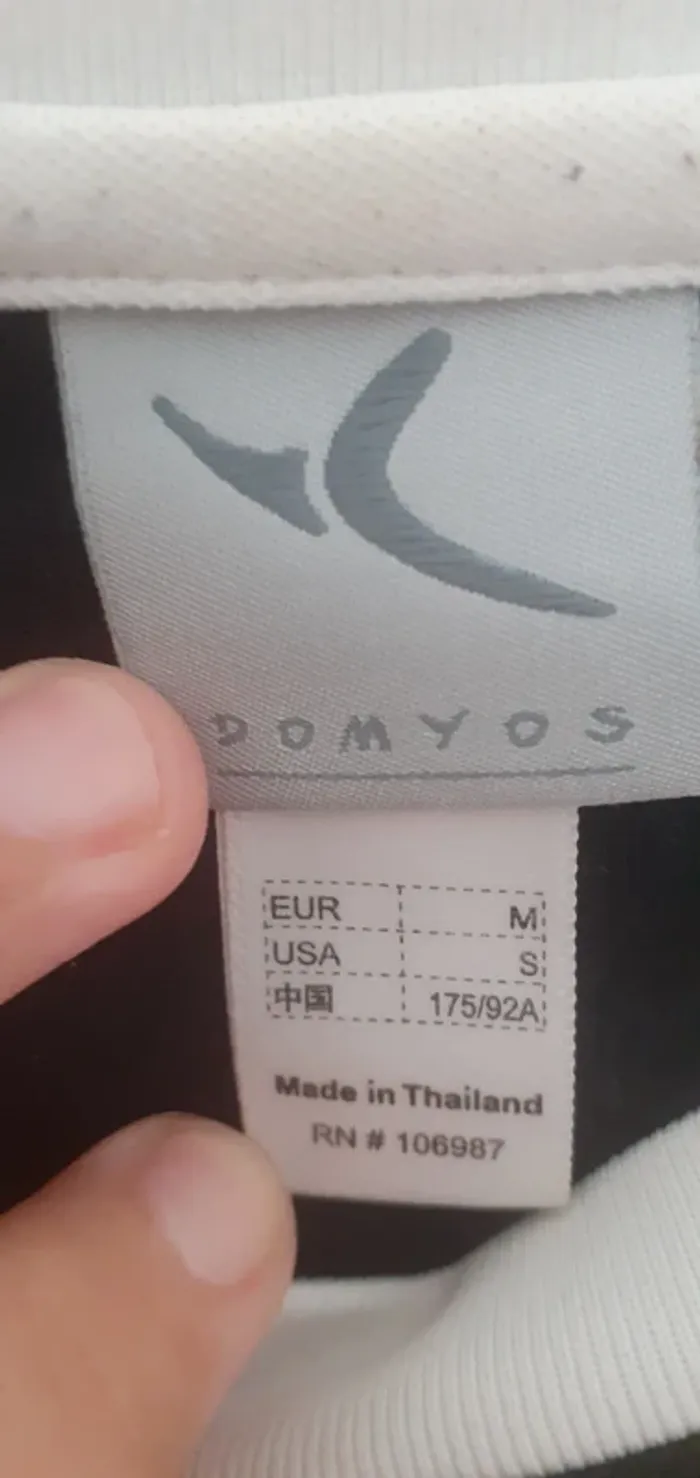 DOMYOS
EUR M
USA S
中国 175/92A
Made in Thailand
RN # 106987